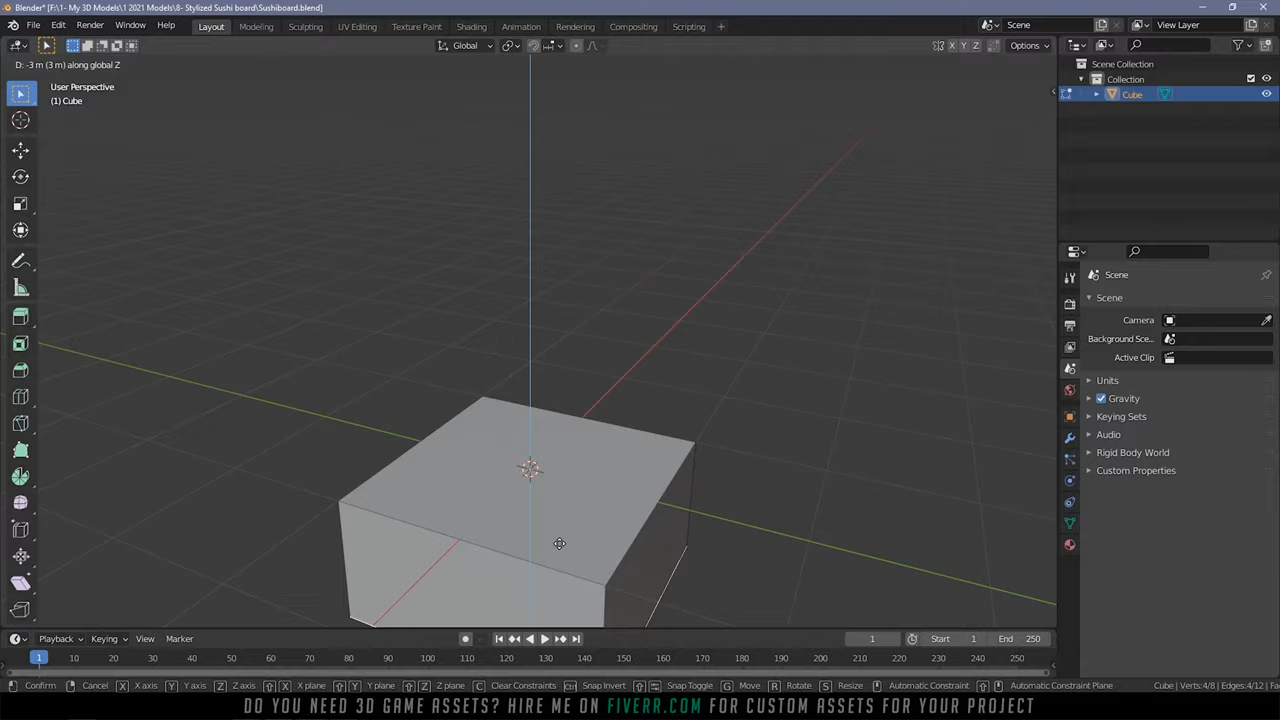 Blender* [F:\1- My 3D Models\1 2021 Models\8- Stylized Sushi board\Sushiboard.blend]
File Edit Render Window Help Layout Modeling Sculpting UV Editing Texture Paint Shading Animation Rendering Compositing Scripting Scene View Layer
Global X Y Z Options
D: -3 m (3 m) along global Z
Scene Collection
Collection
Cube
User Perspective
(1) Cube
Scene
Scene
Camera
Background Sce...
Active Clip
Units
Gravity
Keying Sets
Audio
Rigid Body World
Custom Properties
Playback Keying View Marker 1 Start 1 End 250
1 10 20 30 40 50 60 70 80 90 100 110 120 130 140 150 160 170 180 190 200 210 220 230 240 250
Confirm Cancel X X axis Y Y axis Z Z axis X X plane Y Y plane Z Z plane C Clear Constraints Ctrl Snap Invert Snap Toggle G Move R Rotate S Resize Automatic Constraint Automatic Constraint Plane Cube | Verts:4/8 | Edges:4/12 | Fa
DO YOU NEED 3D GAME ASSETS? HIRE ME ON FIVERR.COM FOR CUSTOM ASSETS FOR YOUR PROJECT